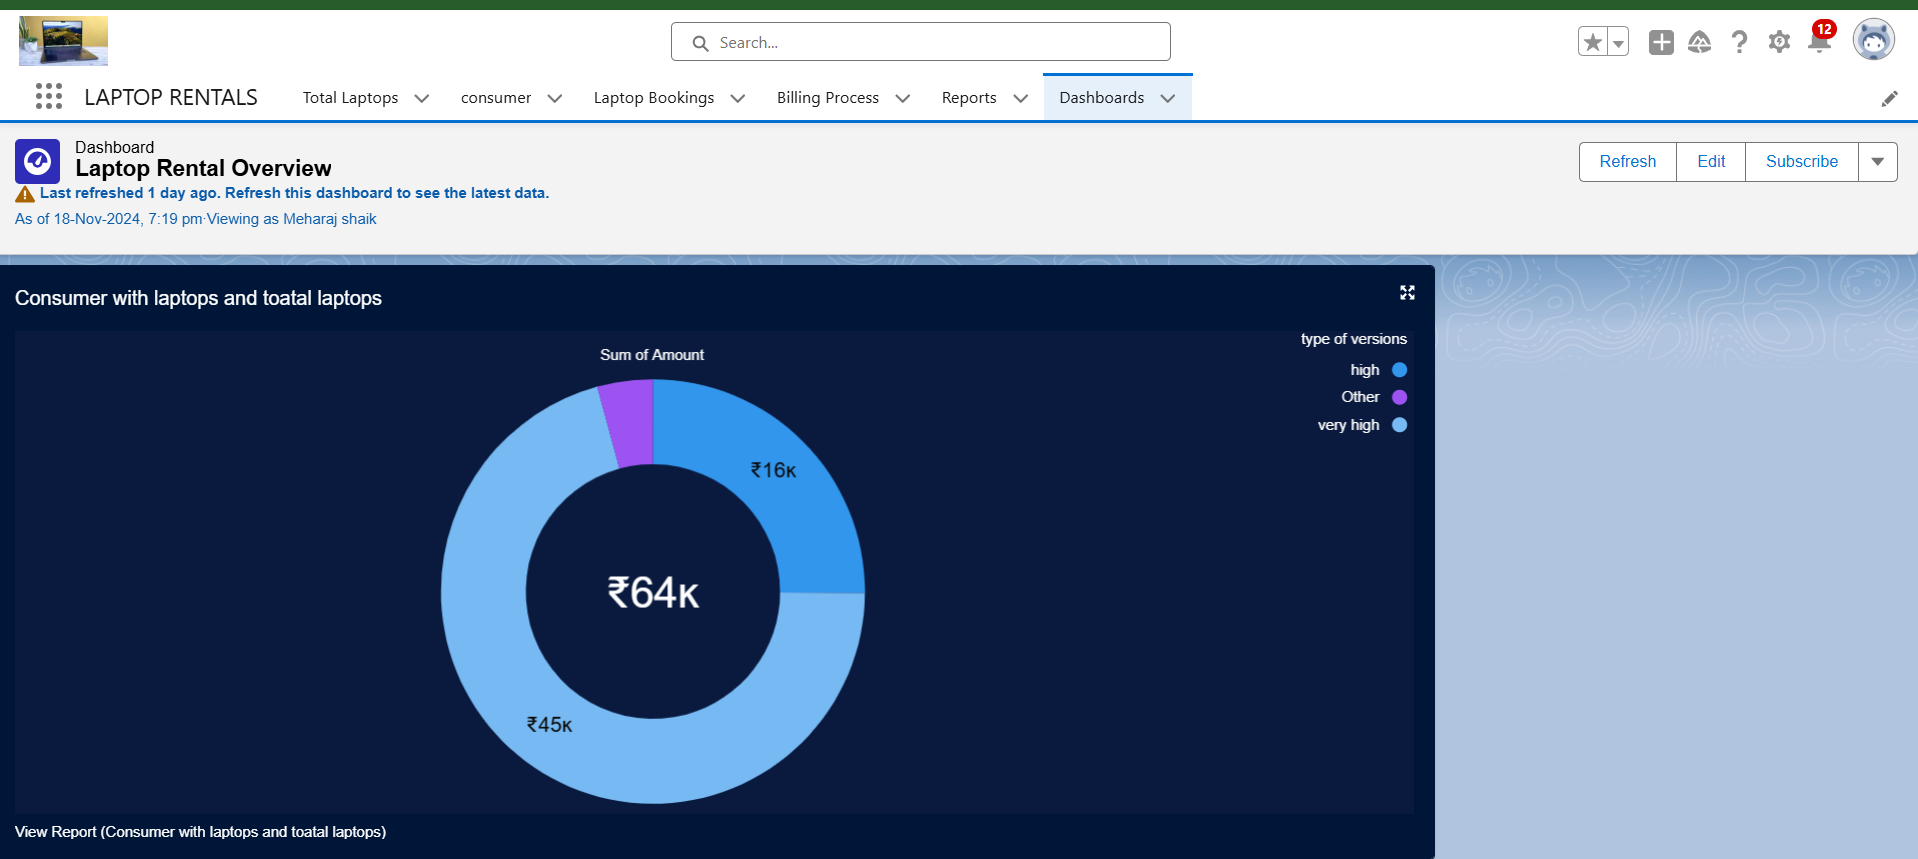 Search...
12
LAPTOP RENTALS
Total Laptops
consumer
Laptop Bookings
Billing Process
Reports
Dashboards
Dashboard
Laptop Rental Overview
Last refreshed 1 day ago. Refresh this dashboard to see the latest data.
As of 18-Nov-2024, 7:19 pm·Viewing as Meharaj shaik
Refresh
Edit
Subscribe
Consumer with laptops and toatal laptops
Sum of Amount
type of versions
high
Other
very high
₹16K
₹64K
₹45K
View Report (Consumer with laptops and toatal laptops)